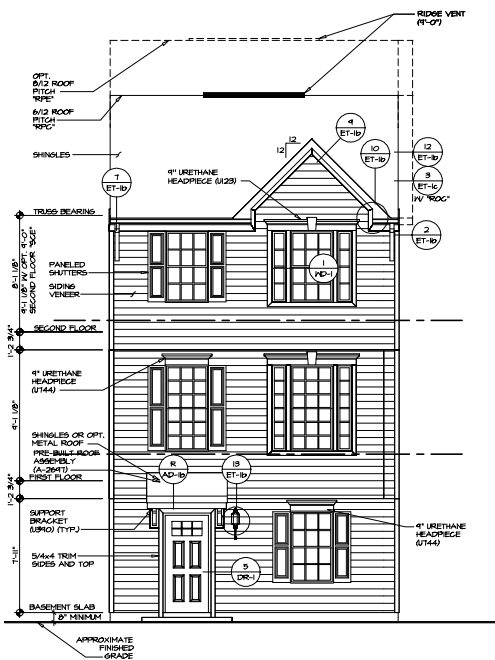 RIDGE VENT
(9'-0")
OPT.
8/12 ROOF
PITCH
"RPE"
6/12 ROOF
PITCH
"RPC"
SHINGLES
12
12
9
ET-1b
10
ET-1b
12
ET-1b
3
ET-1c
W/ "ROC"
2
ET-1b
7
ET-1b
9" URETHANE
HEADPIECE (U123)
TRUSS BEARING
8'-1 1/8"
9'-1 1/8" W/ OPT. 9'-0"
SECOND FLOOR "SCE"
PANELED
SHUTTERS
SIDING
VENEER
1
WD-1
SECOND FLOOR
1'-2 3/4"
9" URETHANE
HEADPIECE
(U744)
9'-1 1/8"
SHINGLES OR OPT.
METAL ROOF
PRE-BUILT ROOF
ASSEMBLY
(A-2697)
FIRST FLOOR
1'-2 3/4"
R
AD-1b
13
ET-1b
SUPPORT
BRACKET
(U390) (TYP.)
9" URETHANE
HEADPIECE
(U744)
7'-11"
5/4x4 TRIM
SIDES AND TOP
5
DR-1
BASEMENT SLAB
8" MINIMUM
APPROXIMATE
FINISHED
GRADE